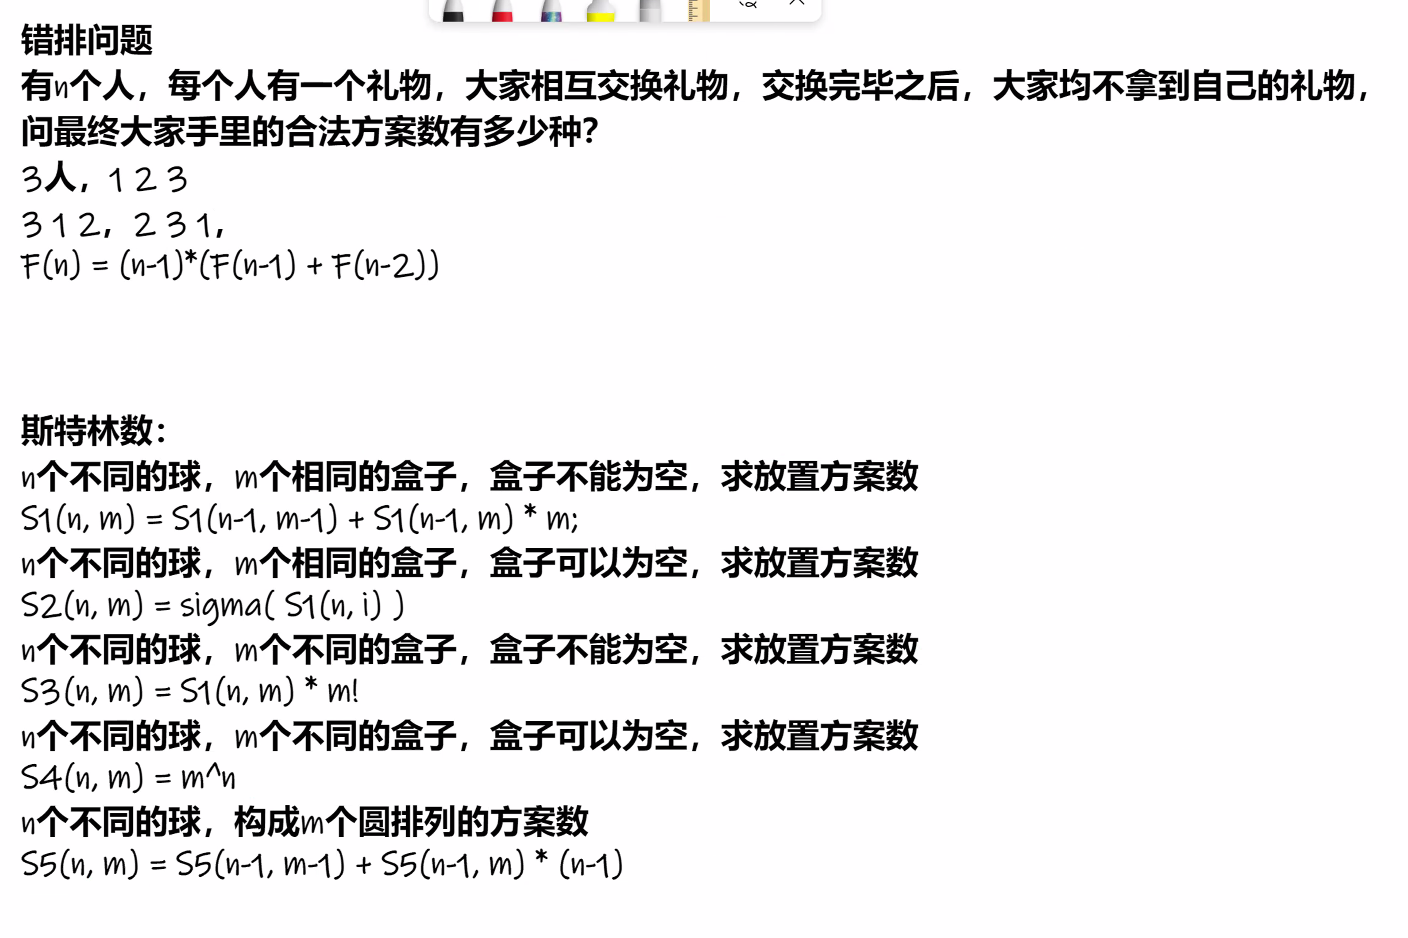 错排问题
有n个人，每个人有一个礼物，大家相互交换礼物，交换完毕之后，大家均不拿到自己的礼物，
问最终大家手里的合法方案数有多少种？
3人，1 2 3
3 1 2，2 3 1，
F(n) = (n-1)*(F(n-1) + F(n-2))
斯特林数：
n个不同的球，m个相同的盒子，盒子不能为空，求放置方案数
S1(n, m) = S1(n-1, m-1) + S1(n-1, m) * m;
n个不同的球，m个相同的盒子，盒子可以为空，求放置方案数
S2(n, m) = sigma( S1(n, i) )
n个不同的球，m个不同的盒子，盒子不能为空，求放置方案数
S3(n, m) = S1(n, m) * m!
n个不同的球，m个不同的盒子，盒子可以为空，求放置方案数
S4(n, m) = m^n
n个不同的球，构成m个圆排列的方案数
S5(n, m) = S5(n-1, m-1) + S5(n-1, m) * (n-1)